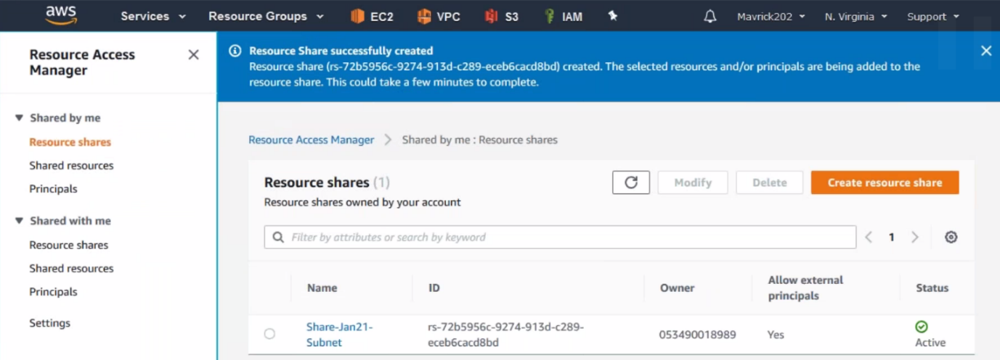 aws Services Resource Groups EC2 VPC S3 IAM Mavrick202 N. Virginia Support
Resource Access
Manager
Shared by me
Resource shares
Shared resources
Principals
Shared with me
Resource shares
Shared resources
Principals
Settings
Resource Share successfully created
Resource share (rs-72b5956c-9274-913d-c289-eceb6cacd8bd) created. The selected resources and/or principals are being added to the
resource share. This could take a few minutes to complete.
Resource Access Manager > Shared by me : Resource shares
Resource shares (1)
Resource shares owned by your account
Modify Delete Create resource share
Filter by attributes or search by keyword
1
Name ID Owner Allow external
principals Status
Share-Jan21-
Subnet
rs-72b5956c-9274-913d-c289-
eceb6cacd8bd
053490018989
Yes
Active